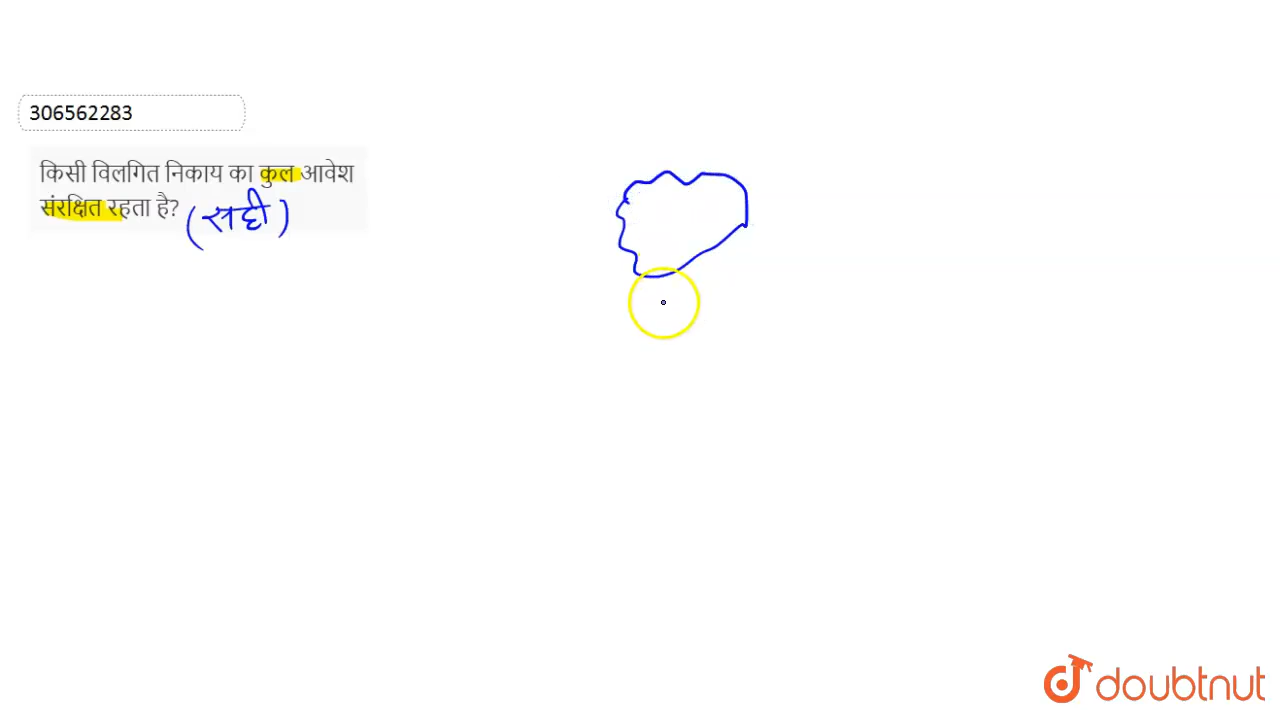 306562283
किसी विलगित निकाय का कुल आवेश
संरक्षित रहता है?
(सही)
doubtnut